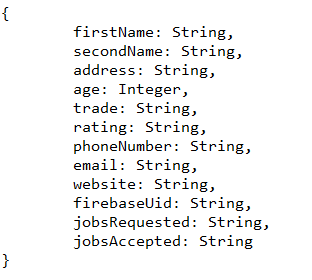 {
firstName: String,
secondName: String,
address: String,
age: Integer,
trade: String,
rating: String,
phoneNumber: String,
email: String,
website: String,
firebaseUid: String,
jobsRequested: String,
jobsAccepted: String
}